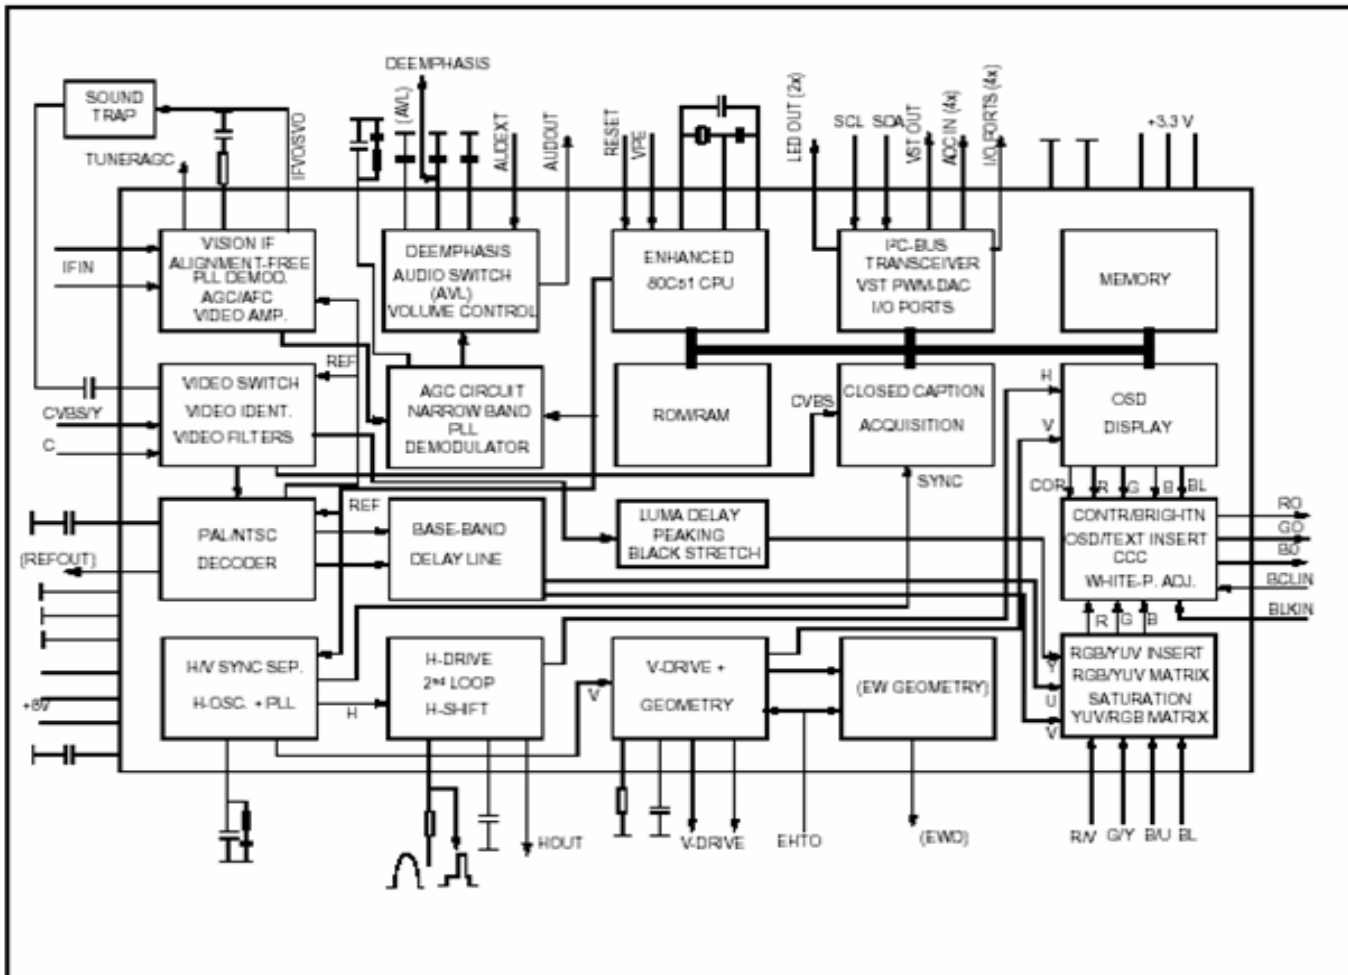 DEEMPHASIS
SOUND
TRAP
(AVL)
TUNERAGC
IFVO/SVO
AUDEXT
AUDOUT
RESET
VPE
LED OUT (2x)
SCL
SDA
VST OUT
ADC IN (4x)
I/O PORTS (4x)
+3.3 V
IFIN
VISION IF
ALIGNMENT-FREE
PLL DEMOD.
AGC/AFC
VIDEO AMP.
DEEMPHASIS
AUDIO SWITCH
(AVL)
VOLUME CONTROL
ENHANCED
80C51 CPU
I²C-BUS
TRANSCEIVER
VST PWM-DAC
I/O PORTS
MEMORY
REF
CVBS/Y
C
VIDEO SWITCH
VIDEO IDENT.
VIDEO FILTERS
AGC CIRCUIT
NARROW BAND
PLL
DEMODULATOR
ROM/RAM
CVBS
CLOSED CAPTION
ACQUISITION
SYNC
H
V
OSD
DISPLAY
COR
R
G
B
BL
(REFOUT)
PAL/NTSC
DECODER
REF
BASE-BAND
DELAY LINE
LUMA DELAY
PEAKING
BLACK STRETCH
CONTR/BRIGHTN
OSD/TEXT INSERT
CCC
WHITE-P. ADJ.
RO
GO
BO
BCLIN
BLKIN
R
G
B
+8V
H/V SYNC SEP.
H-OSC. + PLL
H
H-DRIVE
2nd LOOP
H-SHIFT
V
V-DRIVE +
GEOMETRY
(EW GEOMETRY)
Y
U
V
RGB/YUV INSERT
RGB/YUV MATRIX
SATURATION
YUV/RGB MATRIX
HOUT
V-DRIVE
EHTO
(EWD)
R/V
G/Y
B/U
BL